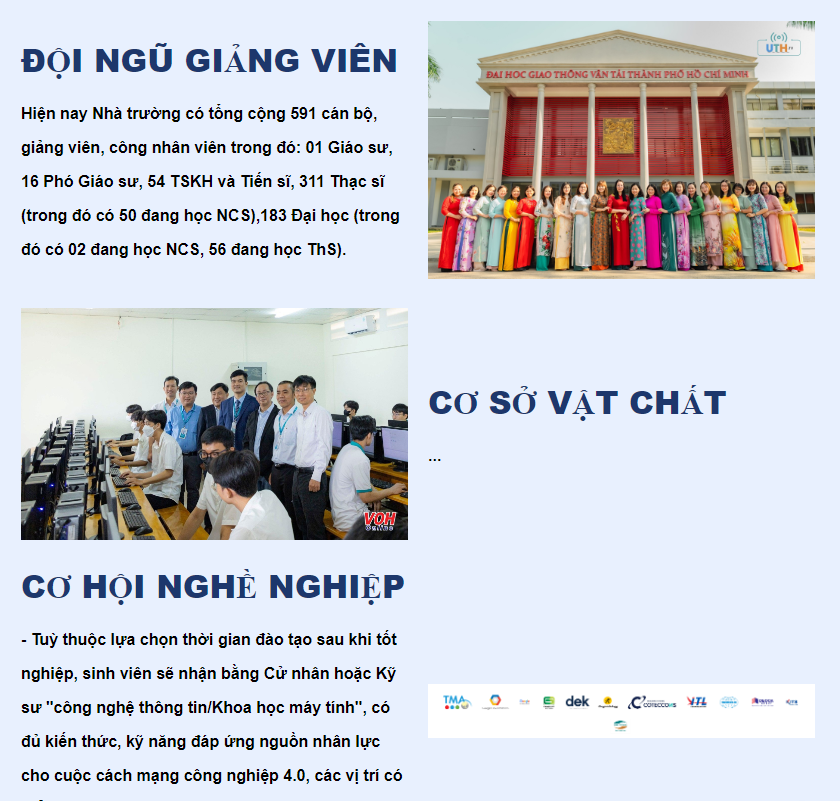 ĐỘI NGŨ GIẢNG VIÊN
Hiện nay Nhà trường có tổng cộng 591 cán bộ,
giảng viên, công nhân viên trong đó: 01 Giáo sư,
16 Phó Giáo sư, 54 TSKH và Tiến sĩ, 311 Thạc sĩ
(trong đó có 50 đang học NCS),183 Đại học (trong
đó có 02 đang học NCS, 56 đang học ThS).
UTH
ĐẠI HỌC GIAO THÔNG VẬN TẢI THÀNH PHỐ HỒ CHÍ MINH
VOH
Online
CƠ SỞ VẬT CHẤT
...
CƠ HỘI NGHỀ NGHIỆP
- Tuỳ thuộc lựa chọn thời gian đào tạo sau khi tốt
nghiệp, sinh viên sẽ nhận bằng Cử nhân hoặc Kỹ
sư "công nghệ thông tin/Khoa học máy tính", có
đủ kiến thức, kỹ năng đáp ứng nguồn nhân lực
cho cuộc cách mạng công nghiệp 4.0, các vị trí có
TMA dek COTECCONS VTL